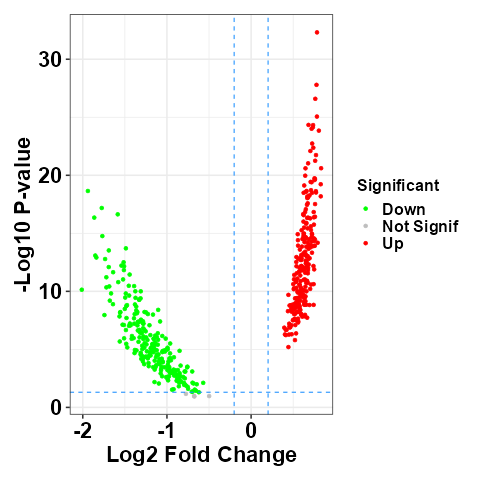 30
20
10
0
-Log10 P-value
-2
-1
0
Log2 Fold Change
Significant
Down
Not Signif
Up